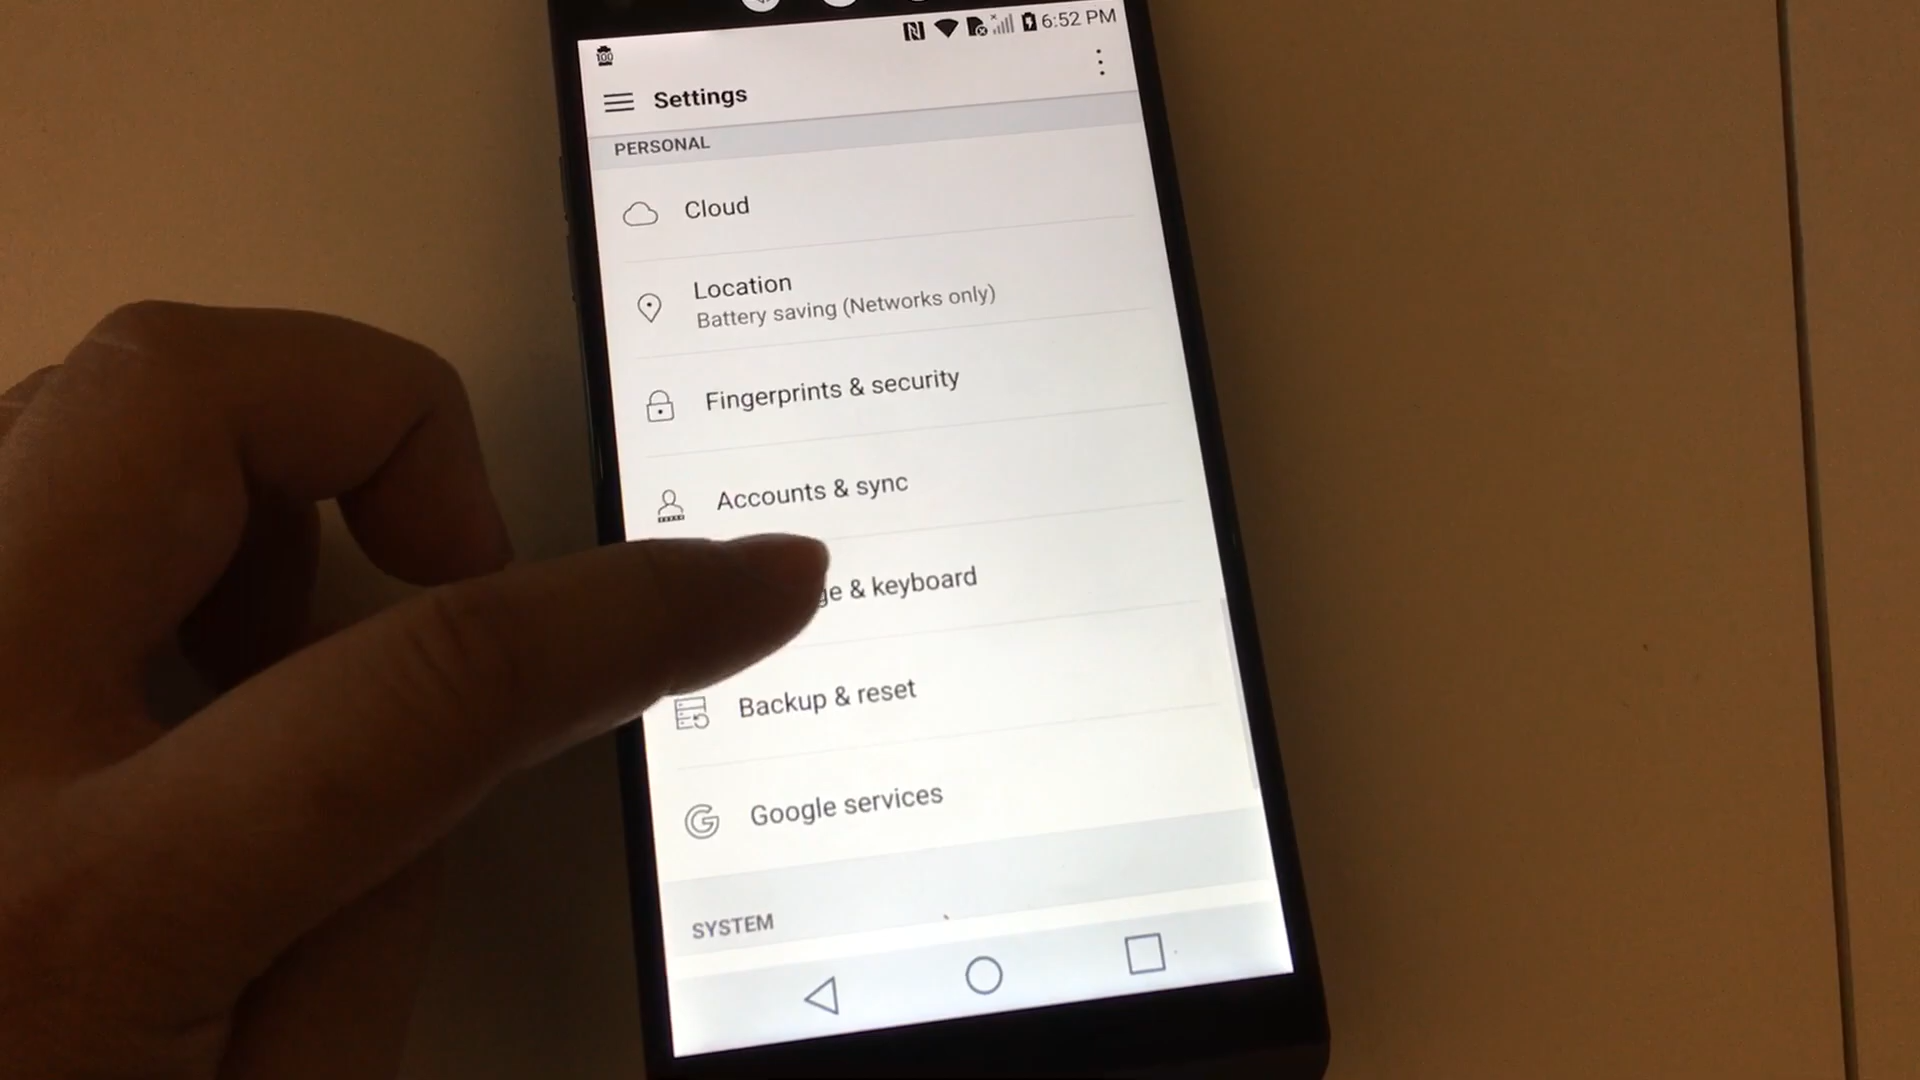 6:52 PM
100
Settings
PERSONAL
Cloud
Location
Battery saving (Networks only)
Fingerprints & security
Accounts & sync
& keyboard
Backup & reset
Google services
SYSTEM